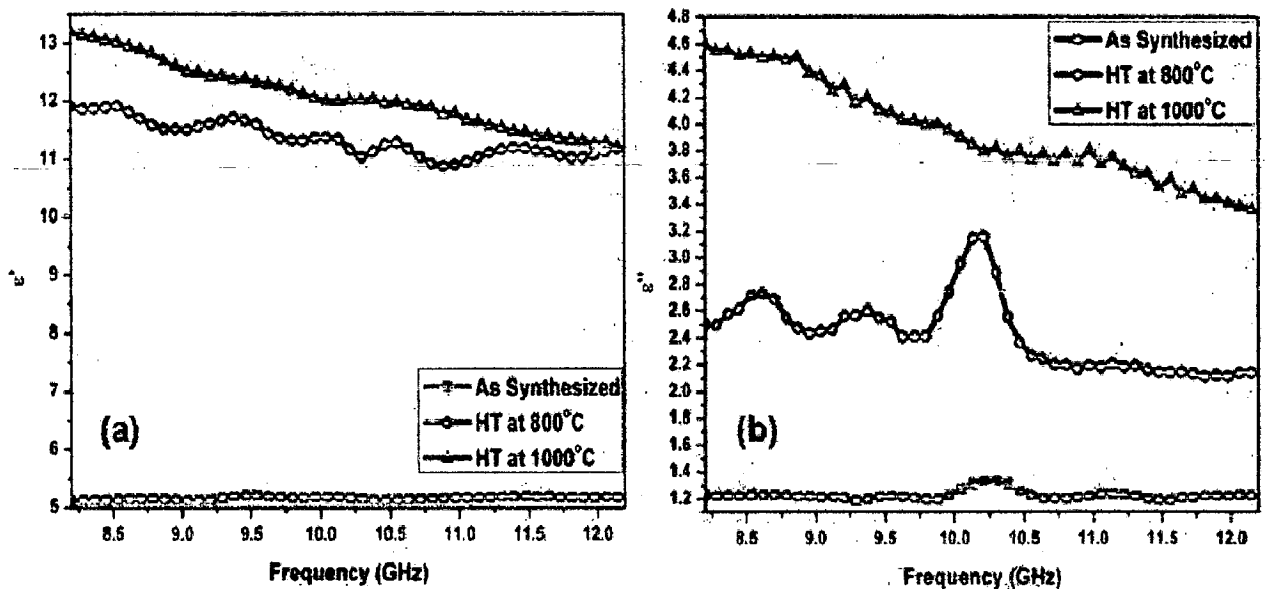 13
12
11
10
9
8
7
6
5
ε'
(a)
As Synthesized
HT at 800°C
HT at 1000°C
8.5 9.0 9.5 10.0 10.5 11.0 11.5 12.0
Frequency (GHz)
4.8
4.6
4.4
4.2
4.0
3.8
3.6
3.4
3.2
3.0
2.8
2.6
2.4
2.2
2.0
1.8
1.6
1.4
1.2
ε''
(b)
As Synthesized
HT at 800°C
HT at 1000°C
8.5 9.0 9.5 10.0 10.5 11.0 11.5 12.0
Frequency (GHz)